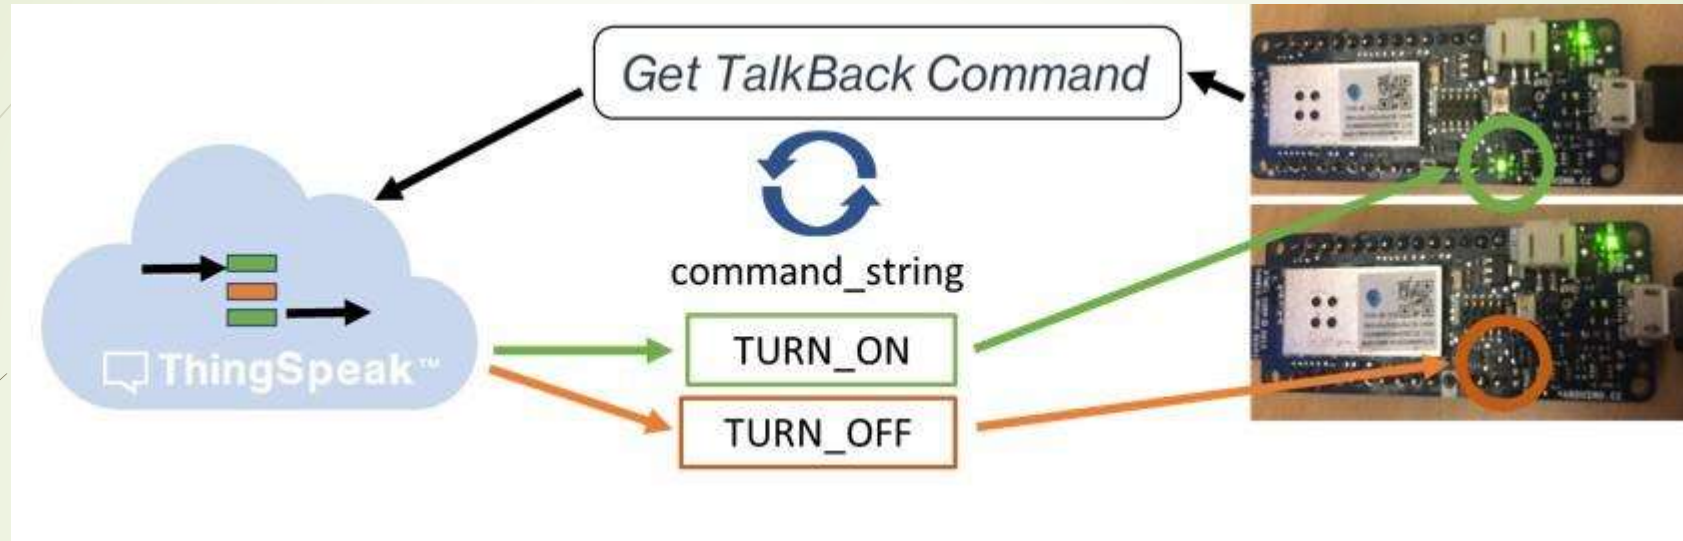 Get TalkBack Command
command_string
TURN_ON
TURN_OFF
ThingSpeak™